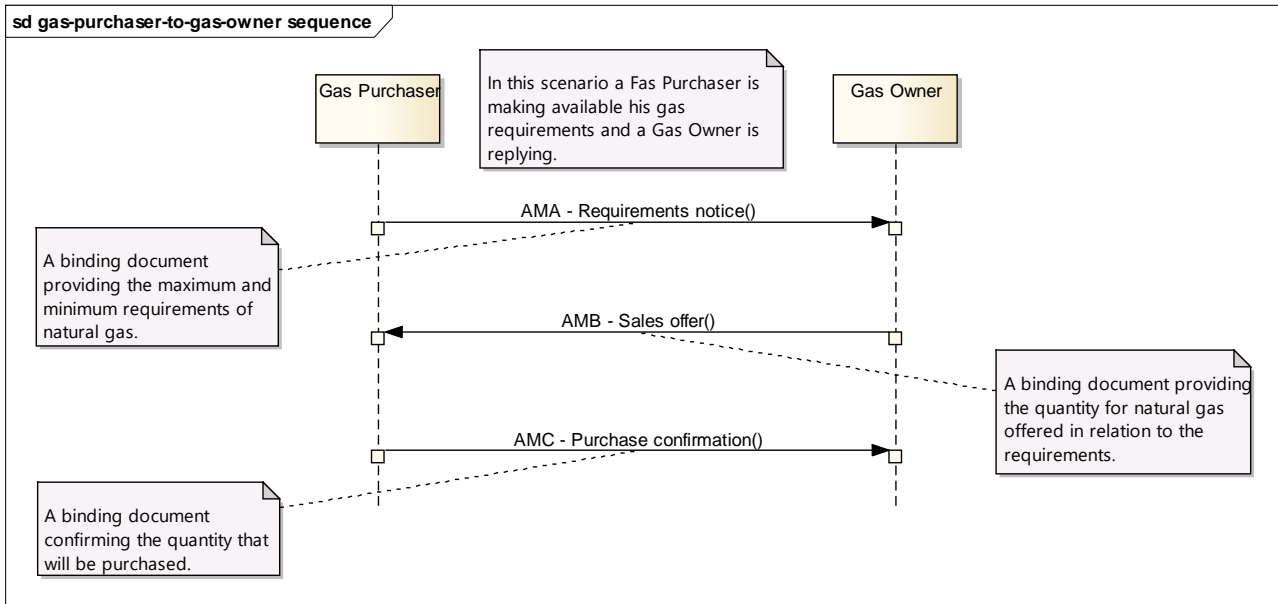 sd gas-purchaser-to-gas-owner sequence
Gas Purchaser
In this scenario a Fas Purchaser is
making available his gas
requirements and a Gas Owner is
replying.
Gas Owner
AMA - Requirements notice()
A binding document
providing the maximum and
minimum requirements of
natural gas.
AMB - Sales offer()
A binding document providing
the quantity for natural gas
offered in relation to the
requirements.
AMC - Purchase confirmation()
A binding document
confirming the quantity that
will be purchased.